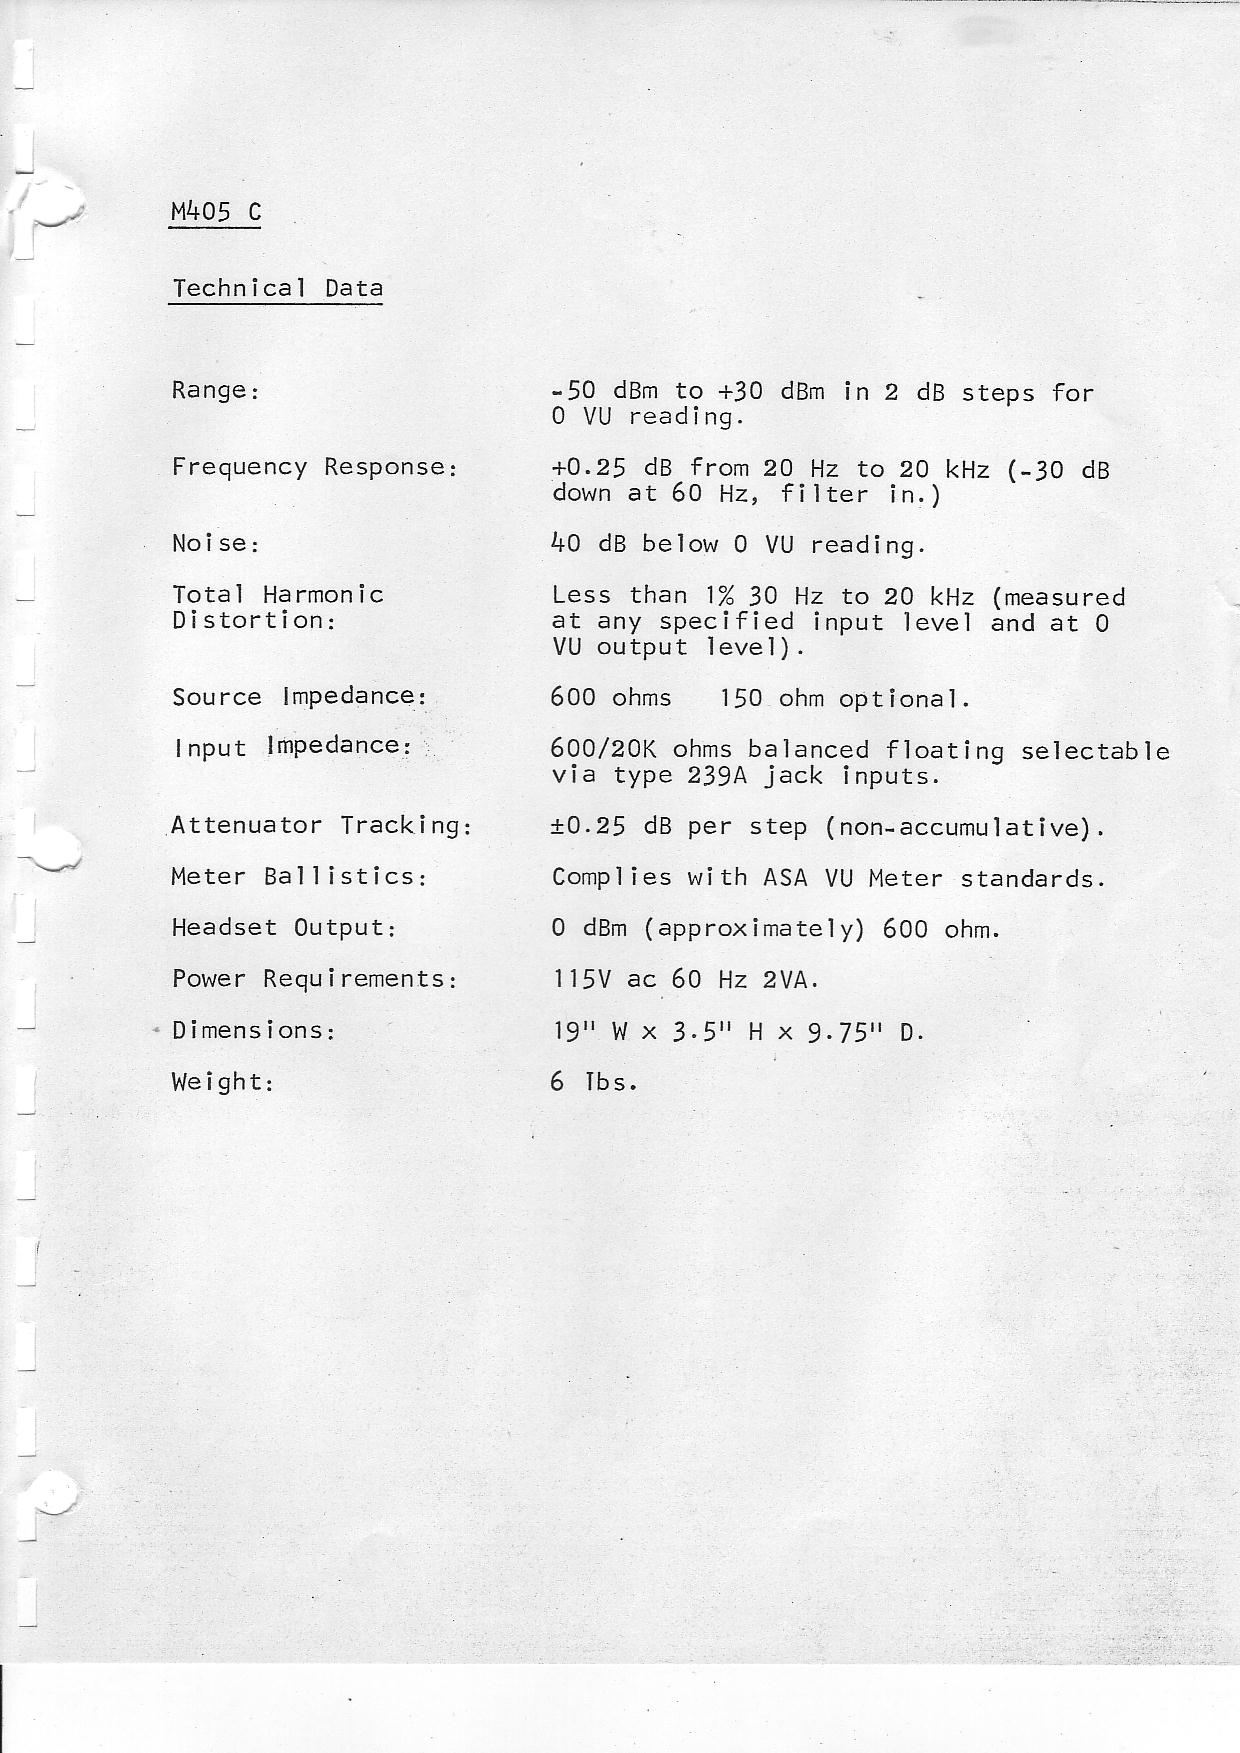 M405 C
Technical Data
Range: -50 dBm to +30 dBm in 2 dB steps for
0 VU reading.
Frequency Response: +0.25 dB from 20 Hz to 20 kHz (-30 dB
down at 60 Hz, filter in.)
Noise: 40 dB below 0 VU reading.
Total Harmonic Less than 1% 30 Hz to 20 kHz (measured
Distortion: at any specified input level and at 0
VU output level).
Source Impedance: 600 ohms 150 ohm optional.
Input Impedance: 600/20K ohms balanced floating selectable
via type 239A jack inputs.
Attenuator Tracking: ±0.25 dB per step (non-accumulative).
Meter Ballistics: Complies with ASA VU Meter standards.
Headset Output: 0 dBm (approximately) 600 ohm.
Power Requirements: 115V ac 60 Hz 2VA.
Dimensions: 19" W x 3.5" H x 9.75" D.
Weight: 6 lbs.